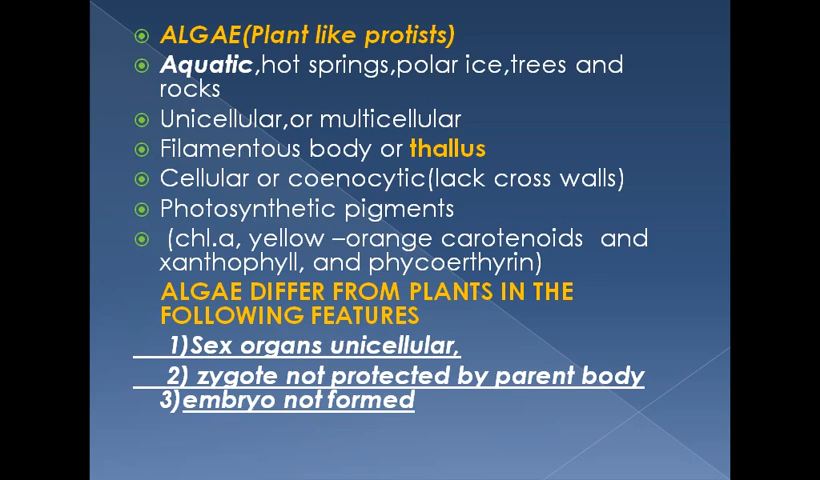 ALGAE(Plant like protists)
Aquatic,hot springs,polar ice,trees and
rocks
Unicellular,or multicellular
Filamentous body or thallus
Cellular or coenocytic(lack cross walls)
Photosynthetic pigments
(chl.a, yellow –orange carotenoids and
xanthophyll, and phycoerthyrin)
ALGAE DIFFER FROM PLANTS IN THE
FOLLOWING FEATURES
1)Sex organs unicellular,
2) zygote not protected by parent body
3)embryo not formed